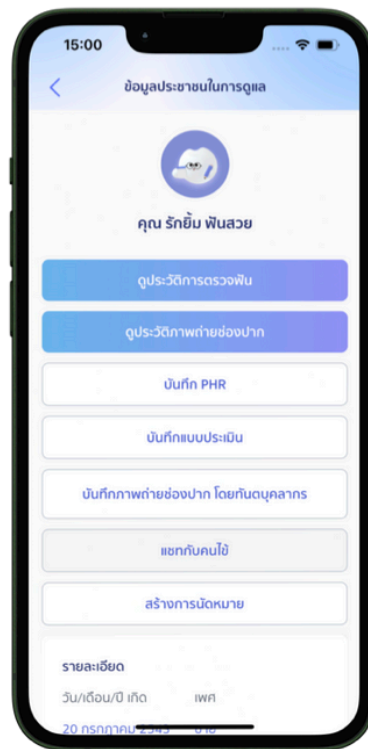 15:00
ข้อมูลประชาชนในการดูแล
คุณ รักยิ้ม ฟันสวย
ดูประวัติการตรวจฟัน
ดูประวัติภาพถ่ายช่องปาก
บันทึก PHR
บันทึกแบบประเมิน
บันทึกภาพถ่ายช่องปาก โดยทันตบุคลากร
แชทกับคนไข้
สร้างการนัดหมาย
รายละเอียด
วัน/เดือน/ปี เกิด เพศ
20 กรกฎาคม 2543 ชาย